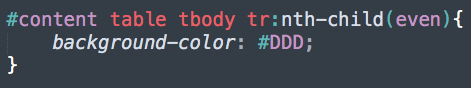 #content table tbody tr:nth-child(even){
    background-color: #DDD;
}